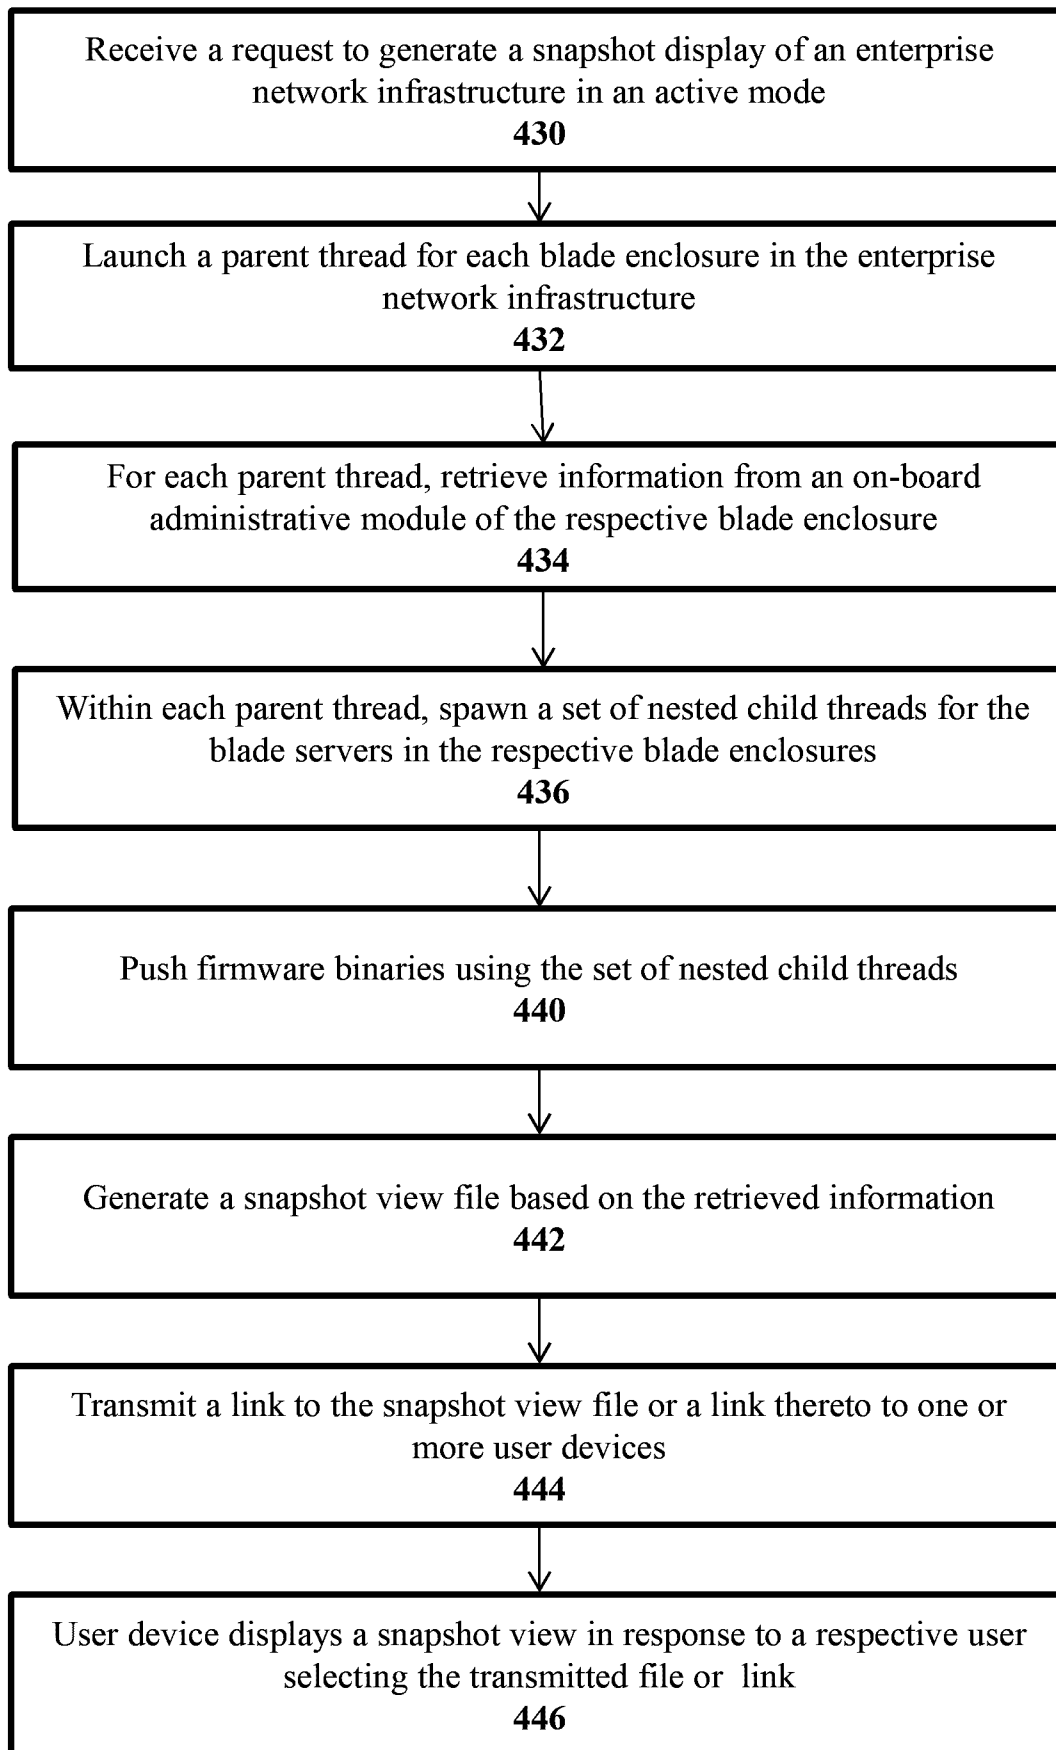 Receive a request to generate a snapshot display of an enterprise
network infrastructure in an active mode
430
Launch a parent thread for each blade enclosure in the enterprise
network infrastructure
432
For each parent thread, retrieve information from an on-board
administrative module of the respective blade enclosure
434
Within each parent thread, spawn a set of nested child threads for the
blade servers in the respective blade enclosures
436
Push firmware binaries using the set of nested child threads
440
Generate a snapshot view file based on the retrieved information
442
Transmit a link to the snapshot view file or a link thereto to one or
more user devices
444
User device displays a snapshot view in response to a respective user
selecting the transmitted file or link
446